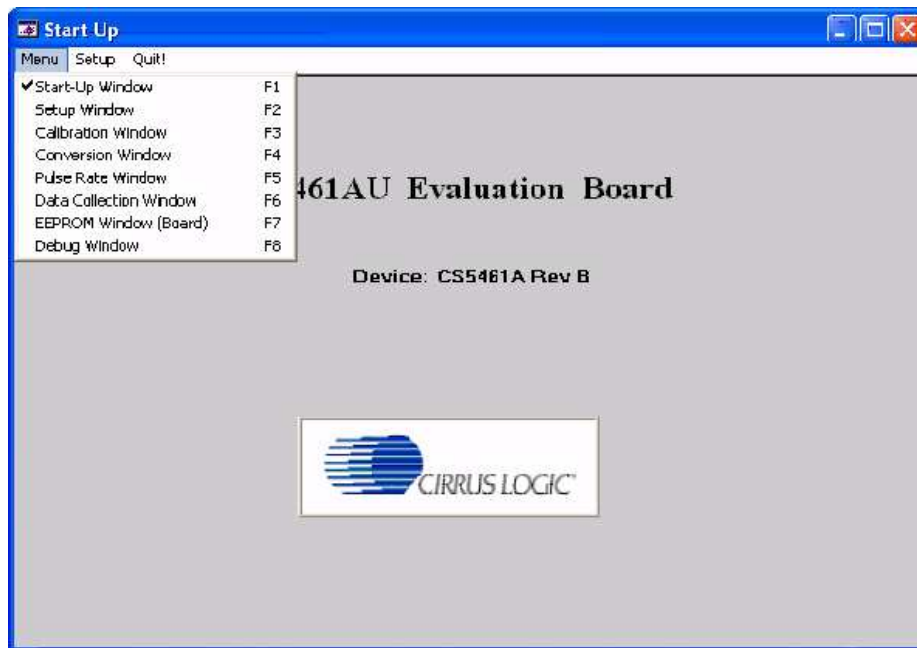 Start Up
Menu Setup Quit!
✔Start-Up Window F1
Setup Window F2
Calibration Window F3
Conversion Window F4
Pulse Rate Window F5
Data Collection Window F6
EEPROM Window (Board) F7
Debug Window F8
461AU Evaluation Board
Device: CS5461A Rev B
CIRRUS LOGIC™